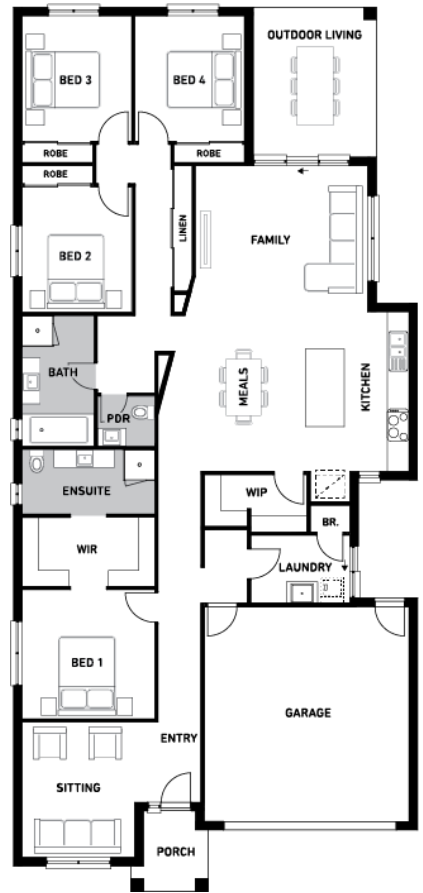 OUTDOOR LIVING
BED 3
BED 4
ROBE
ROBE
ROBE
LINEN
FAMILY
BED 2
BATH
MEALS
KITCHEN
PDR
ENSUITE
WIP
BR.
WIR
LAUNDRY
BED 1
GARAGE
ENTRY
SITTING
PORCH